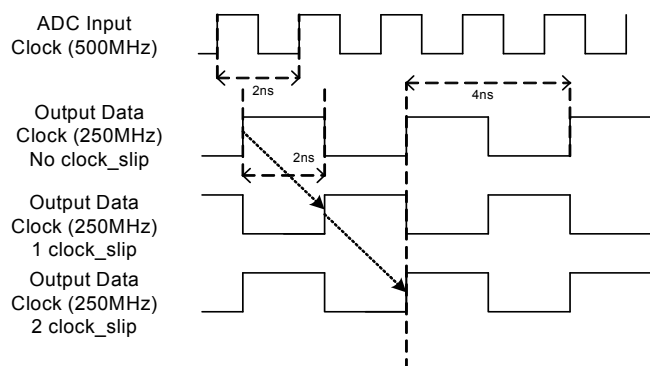 ADC Input
Clock (500MHz)
2ns
4ns
Output Data
Clock (250MHz)
No clock_slip
2ns
Output Data
Clock (250MHz)
1 clock_slip
Output Data
Clock (250MHz)
2 clock_slip